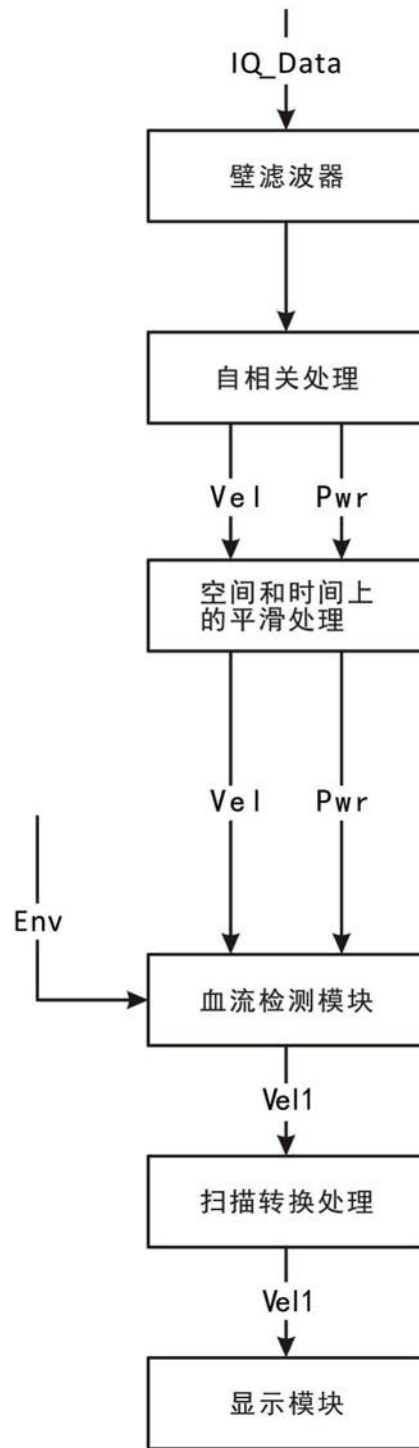 IQ_Data
壁滤波器
自相关处理
Vel Pwr
空间和时间上
的平滑处理
Vel Pwr
Env
血流检测模块
Vel1
扫描转换处理
Vel1
显示模块